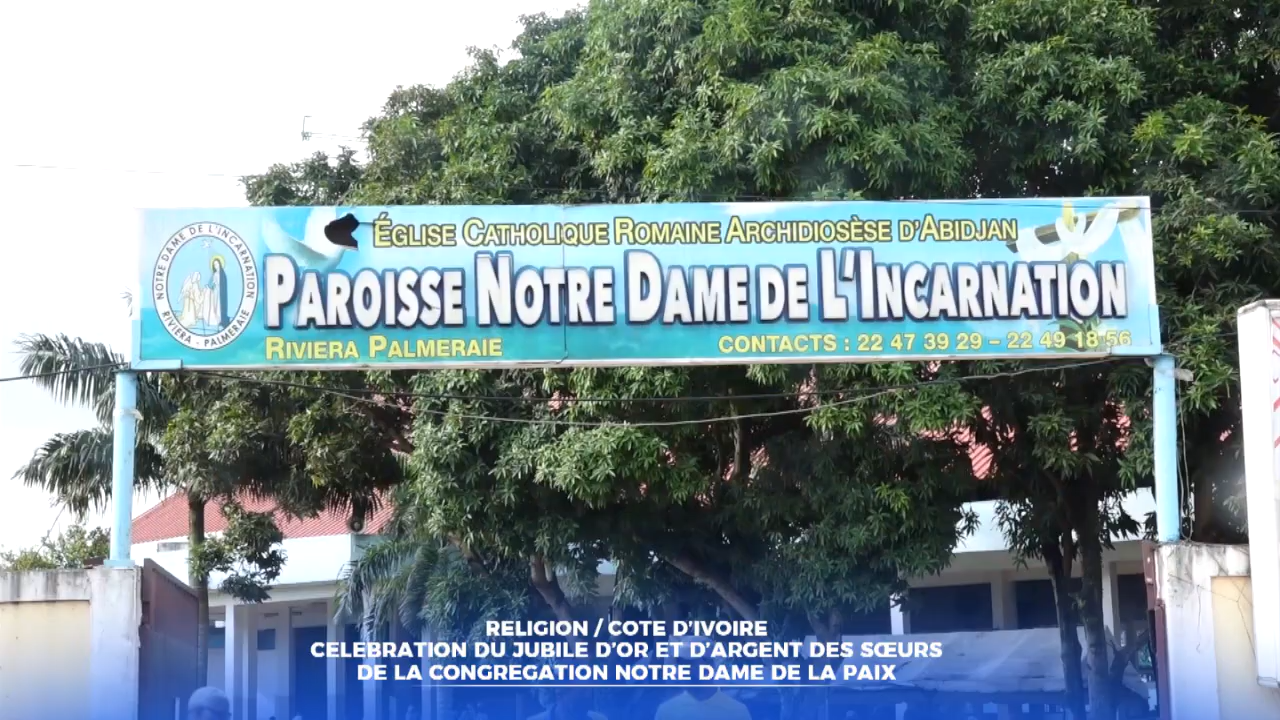 ÉGLISE CATHOLIQUE ROMAINE ARCHIDIOSÈSE D'ABIDJAN
NOTRE DAME DE L'INCARNATION
RIVIERA - PALMERAIE
PAROISSE NOTRE DAME DE L'INCARNATION
RIVIERA PALMERAIE
CONTACTS : 22 47 39 29 – 22 49 18 56
RELIGION / COTE D'IVOIRE
CELEBRATION DU JUBILE D'OR ET D'ARGENT DES SŒURS
DE LA CONGREGATION NOTRE DAME DE LA PAIX